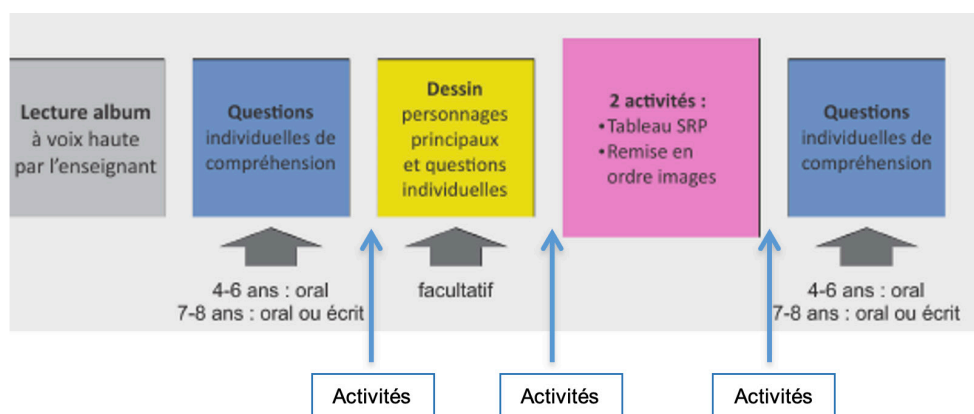 Lecture album
à voix haute
par l'enseignant
Questions
individuelles de
compréhension
Dessin
personnages
principaux
et questions
individuelles
2 activités :
•Tableau SRP
•Remise en
ordre images
Questions
individuelles de
compréhension
4-6 ans : oral
7-8 ans : oral ou écrit
facultatif
4-6 ans : oral
7-8 ans : oral ou écrit
Activités
Activités
Activités